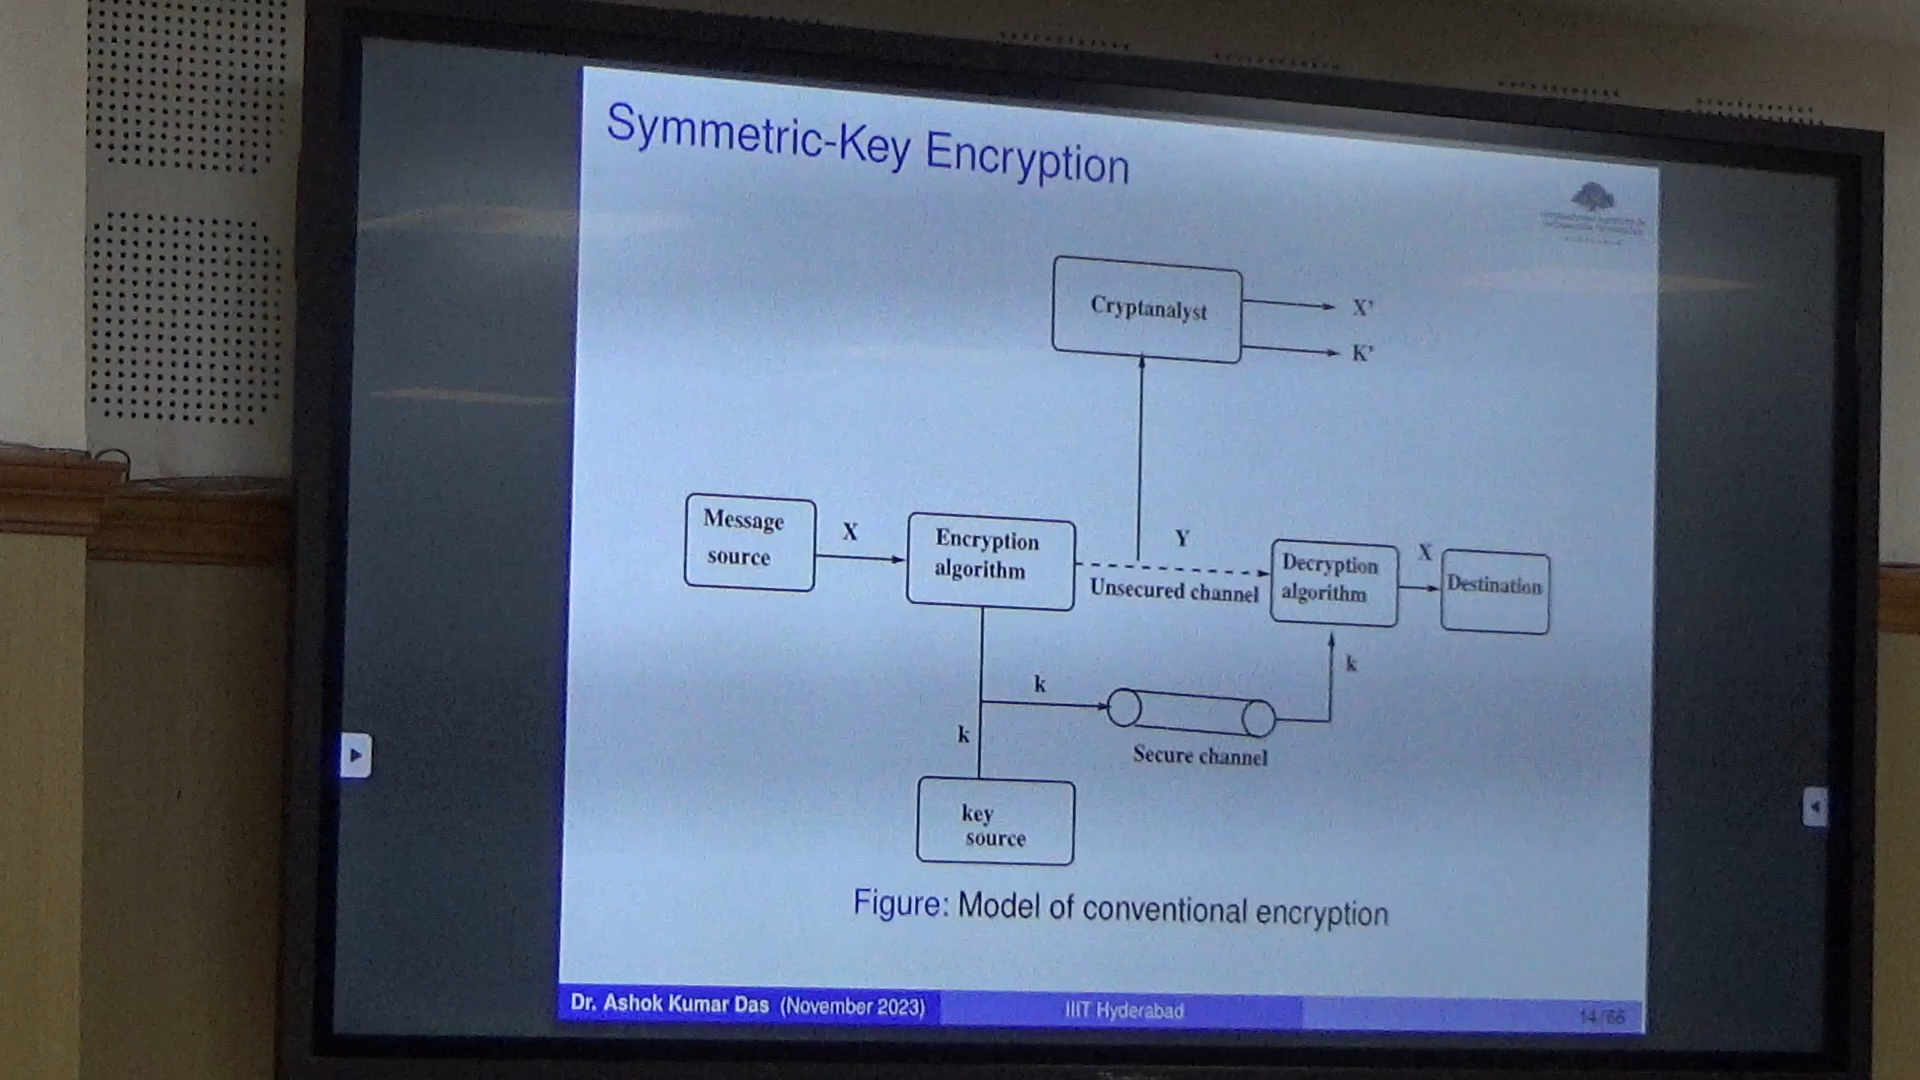 Symmetric-Key Encryption
Cryptanalyst
X'
K'
Message
source
X
Encryption
algorithm
Y
Unsecured channel
Decryption
algorithm
X
Destination
k
k
Secure channel
k
key
source
Figure: Model of conventional encryption
Dr. Ashok Kumar Das (November 2023)
IIIT Hyderabad
14/66